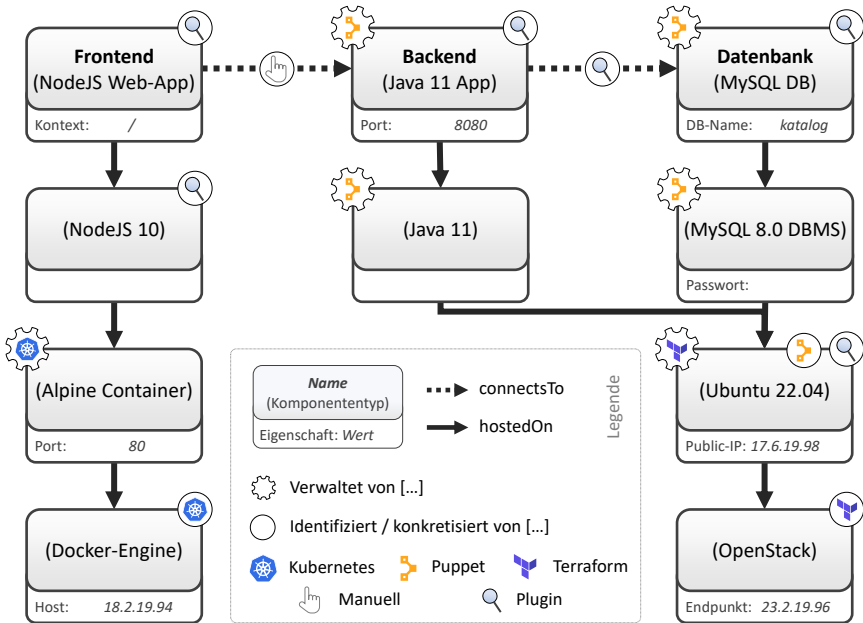 Frontend
(NodeJS Web-App)
Kontext: /
Backend
(Java 11 App)
Port: 8080
Datenbank
(MySQL DB)
DB-Name: katalog
(NodeJS 10)
(Java 11)
(MySQL 8.0 DBMS)
Passwort:
(Alpine Container)
Port: 80
(Ubuntu 22.04)
Public-IP: 17.6.19.98
(Docker-Engine)
Host: 18.2.19.94
(OpenStack)
Endpunkt: 23.2.19.96
Name
(Komponententyp)
Eigenschaft: Wert
connectsTo
hostedOn
Legende
Verwaltet von [...]
Identifiziert / konkretisiert von [...]
Kubernetes
Puppet
Terraform
Manuell
Plugin